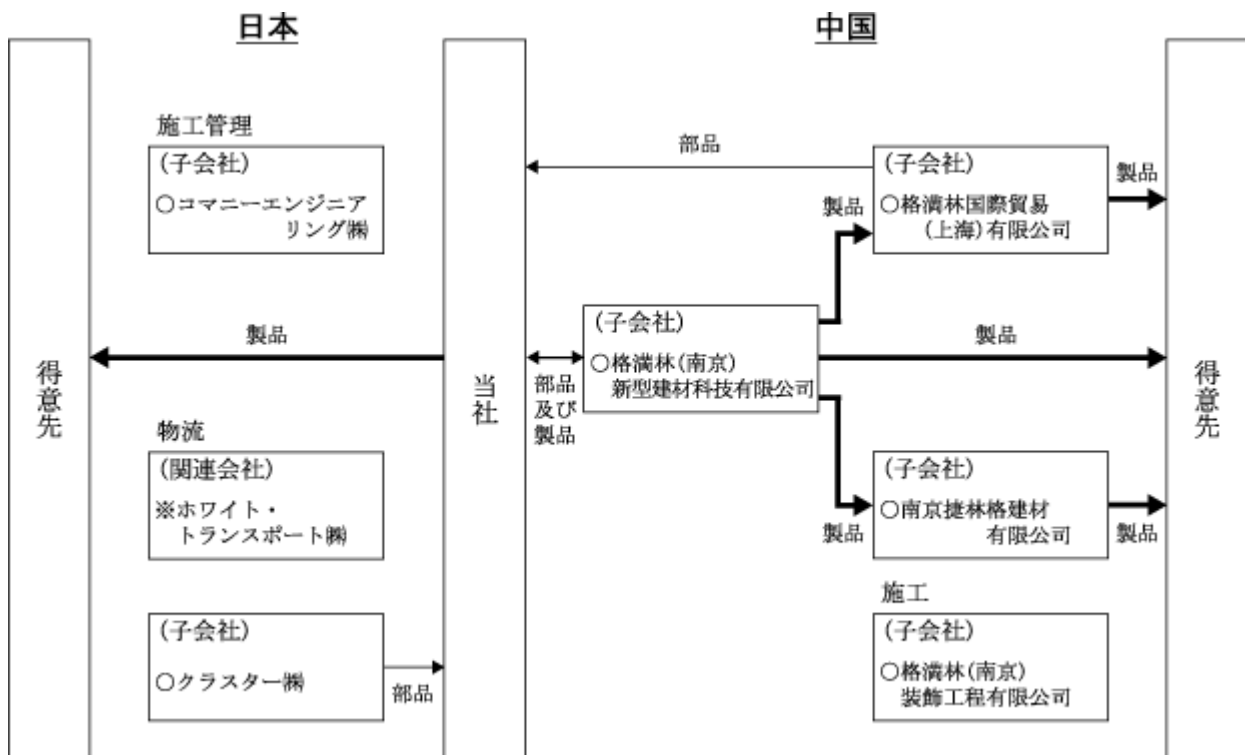 日本
中国
得意先
施工管理
(子会社)
○コマニーエンジニア
リング㈱
製品
物流
(関連会社)
※ホワイト・
トランスポート㈱
(子会社)
○クラスター㈱
部品
当社
部品
部品
及び
製品
(子会社)
○格満林(南京)
新型建材科技有限公司
製品
(子会社)
○格満林国際貿易
(上海)有限公司
製品
製品
製品
(子会社)
○南京捷林格建材
有限公司
製品
施工
(子会社)
○格満林(南京)
装飾工程有限公司
得意先